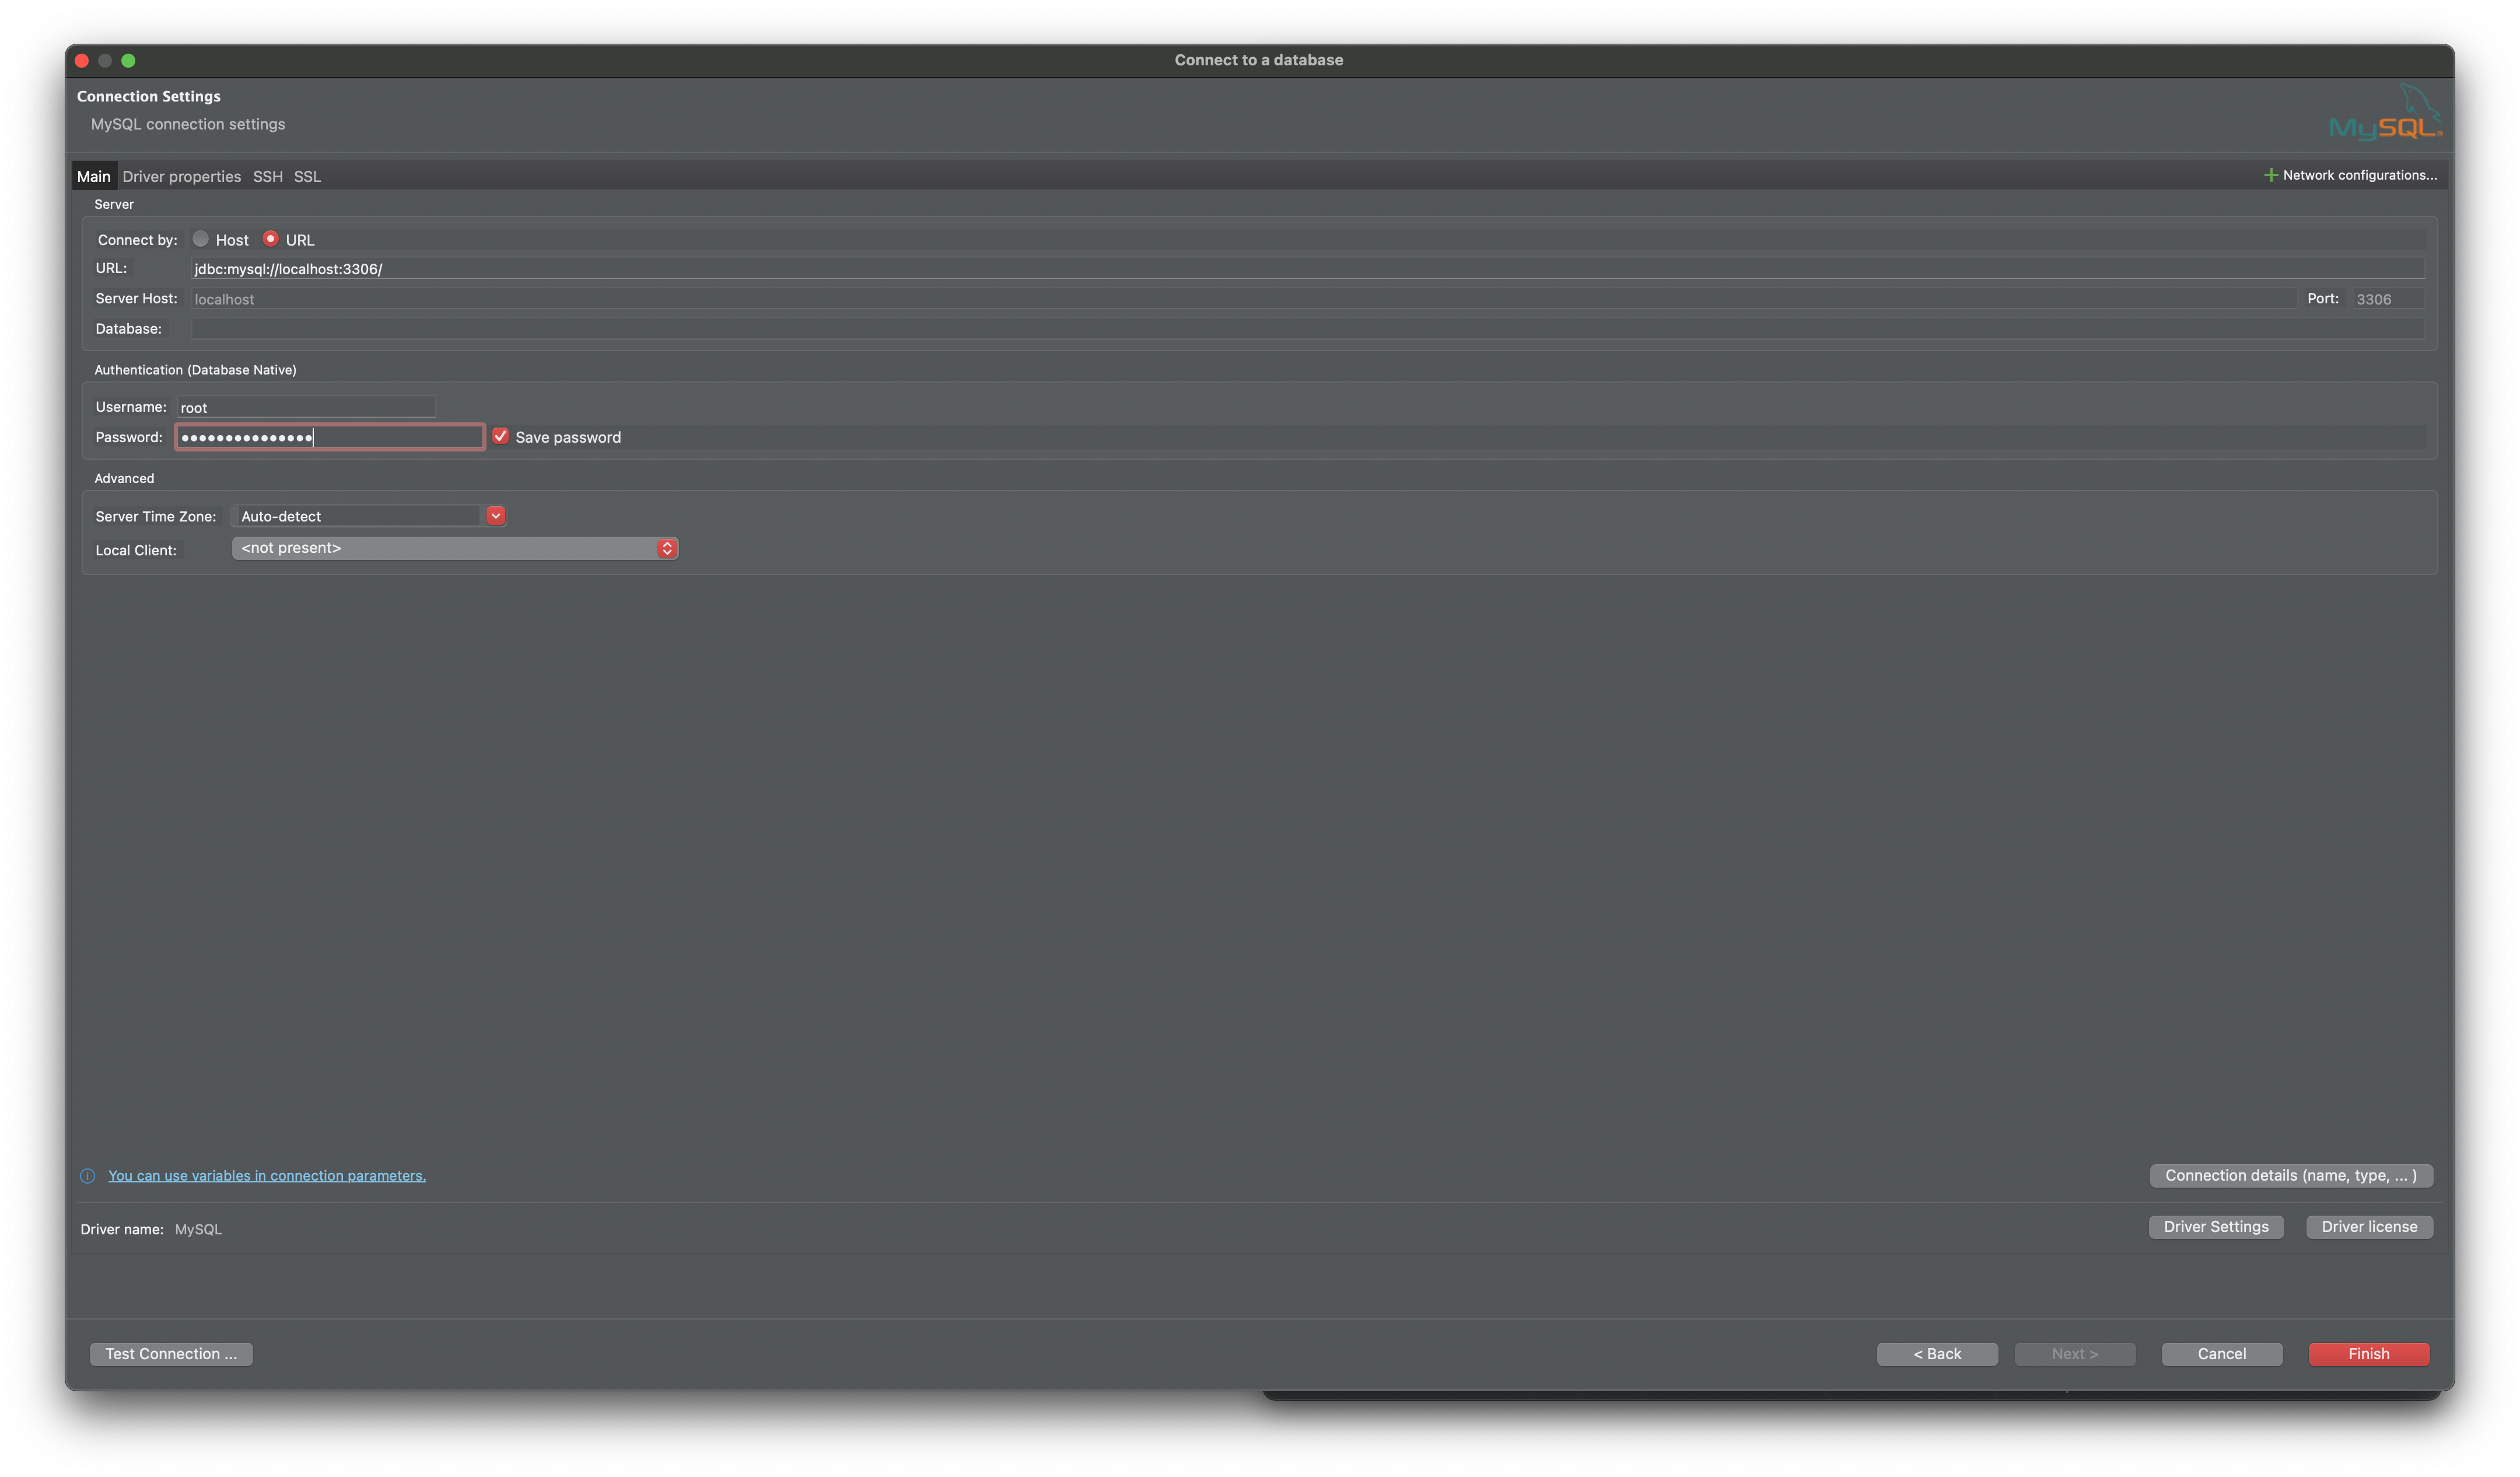 Connect to a database
Connection Settings
MySQL connection settings
MySQL
Main Driver properties SSH SSL
Network configurations...
Server
Connect by: Host URL
URL: jdbc:mysql://localhost:3306/
Server Host: localhost Port: 3306
Database:
Authentication (Database Native)
Username: root
Password: ••••••••••••••• Save password
Advanced
Server Time Zone: Auto-detect
Local Client: <not present>
You can use variables in connection parameters.
Connection details (name, type, ... )
Driver name: MySQL
Driver Settings Driver license
Test Connection ... < Back Next > Cancel Finish